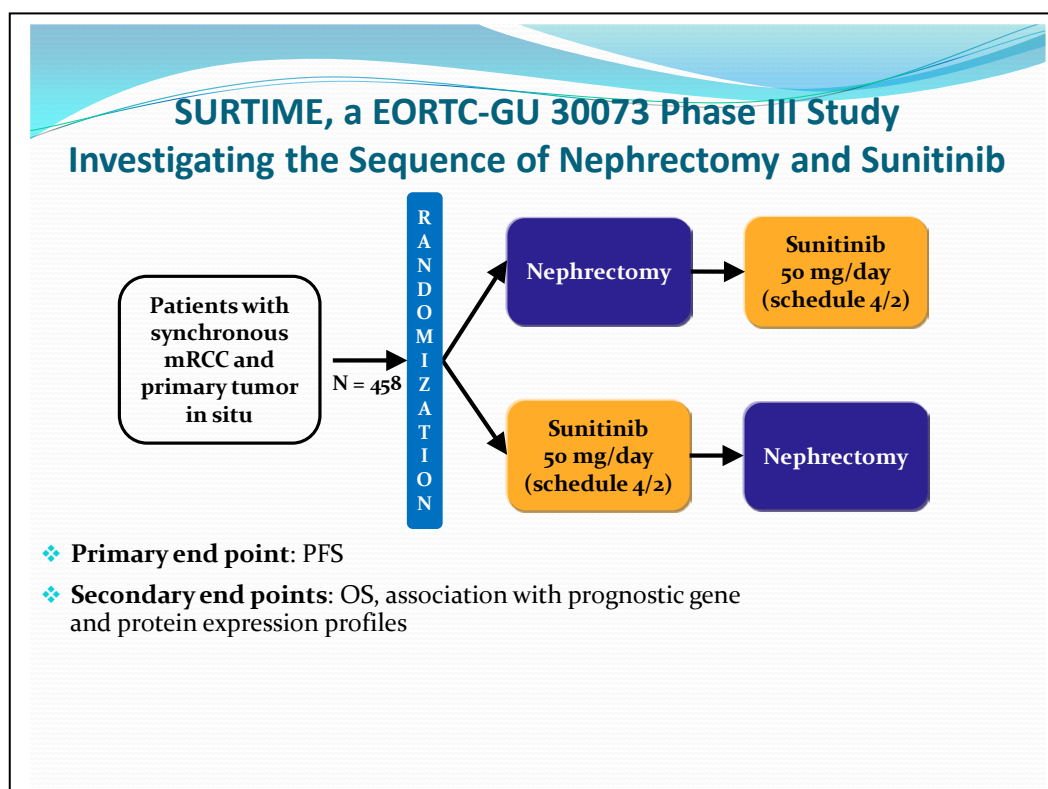 SURTIME, a EORTC-GU 30073 Phase III Study
Investigating the Sequence of Nephrectomy and Sunitinib
Patients with
synchronous
mRCC and
primary tumor
in situ
N = 458
RANDOMIZATION
Nephrectomy
Sunitinib
50 mg/day
(schedule 4/2)
Sunitinib
50 mg/day
(schedule 4/2)
Nephrectomy
Primary end point: PFS
Secondary end points: OS, association with prognostic gene
and protein expression profiles